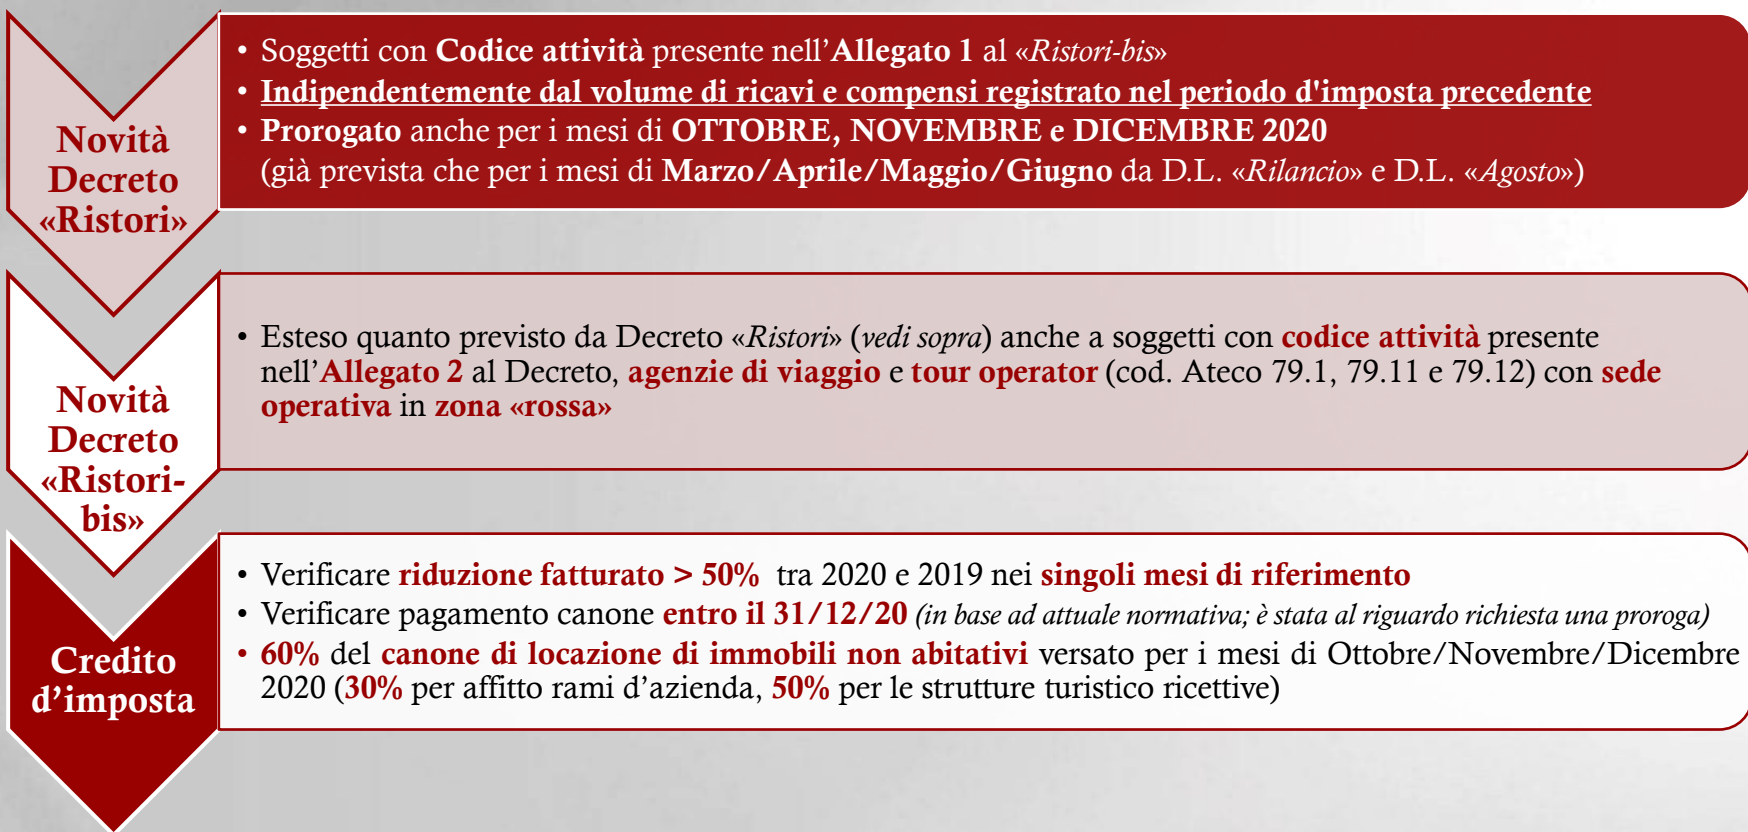 Novità
Decreto
«Ristori»
• Soggetti con Codice attività presente nell'Allegato 1 al «Ristori-bis»
• Indipendentemente dal volume di ricavi e compensi registrato nel periodo d'imposta precedente
• Prorogato anche per i mesi di OTTOBRE, NOVEMBRE e DICEMBRE 2020
(già prevista che per i mesi di Marzo/Aprile/Maggio/Giugno da D.L. «Rilancio» e D.L. «Agosto»)
Novità
Decreto
«Ristori-
bis»
• Esteso quanto previsto da Decreto «Ristori» (vedi sopra) anche a soggetti con codice attività presente
nell'Allegato 2 al Decreto, agenzie di viaggio e tour operator (cod. Ateco 79.1, 79.11 e 79.12) con sede
operativa in zona «rossa»
Credito
d’imposta
• Verificare riduzione fatturato > 50% tra 2020 e 2019 nei singoli mesi di riferimento
• Verificare pagamento canone entro il 31/12/20 (in base ad attuale normativa; è stata al riguardo richiesta una proroga)
• 60% del canone di locazione di immobili non abitativi versato per i mesi di Ottobre/Novembre/Dicembre
2020 (30% per affitto rami d’azienda, 50% per le strutture turistico ricettive)